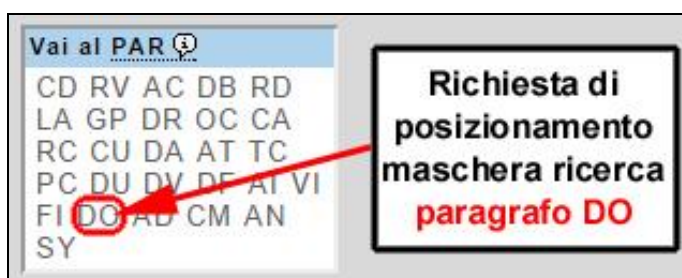 Vai al PAR
CD RV AC DB RD
LA GP DR OC CA
RC CU DA AT TC
PC DU DV DF AI VI
FI DO AD CM AN
SY
Richiesta di
posizionamento
maschera ricerca
paragrafo DO